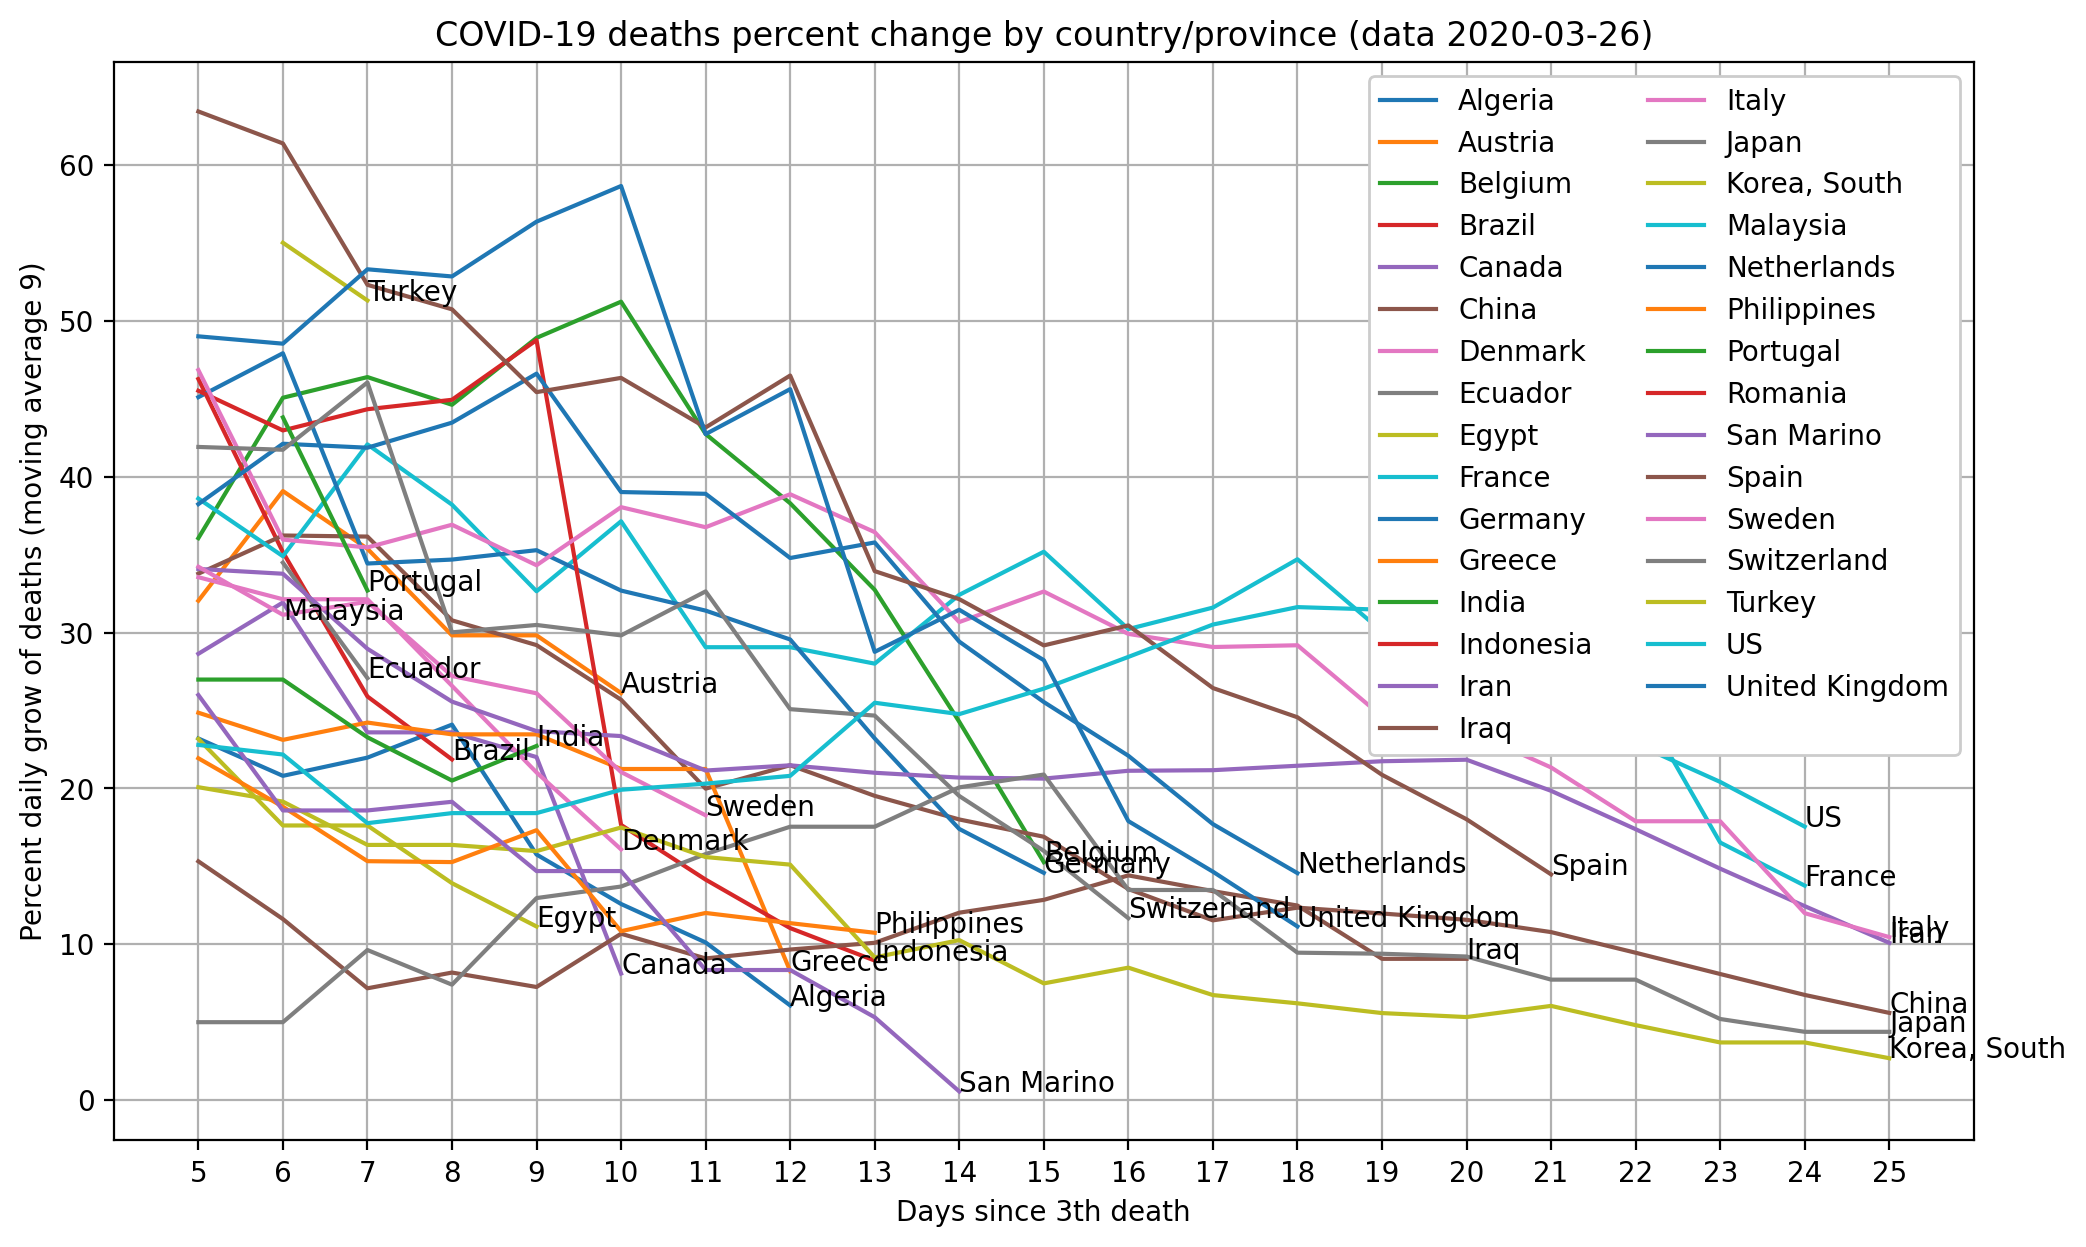 COVID-19 deaths percent change by country/province (data 2020-03-26)
Percent daily grow of deaths (moving average 9)
60
50
40
30
20
10
0
Algeria
Austria
Belgium
Brazil
Canada
China
Denmark
Ecuador
Egypt
France
Germany
Greece
India
Indonesia
Iran
Iraq
Italy
Japan
Korea, South
Malaysia
Netherlands
Philippines
Portugal
Romania
San Marino
Spain
Sweden
Switzerland
Turkey
US
United Kingdom
Turkey
Portugal
Malaysia
Ecuador
Austria
India
Brazil
Sweden
US
Denmark
Belgium
Germany
Netherlands
Spain
France
Switzerland
Egypt
Philippines
United Kingdom
Italy
Iran
Indonesia
Iraq
Canada
Greece
Algeria
China
Japan
Korea, South
San Marino
5 6 7 8 9 10 11 12 13 14 15 16 17 18 19 20 21 22 23 24 25
Days since 3th death